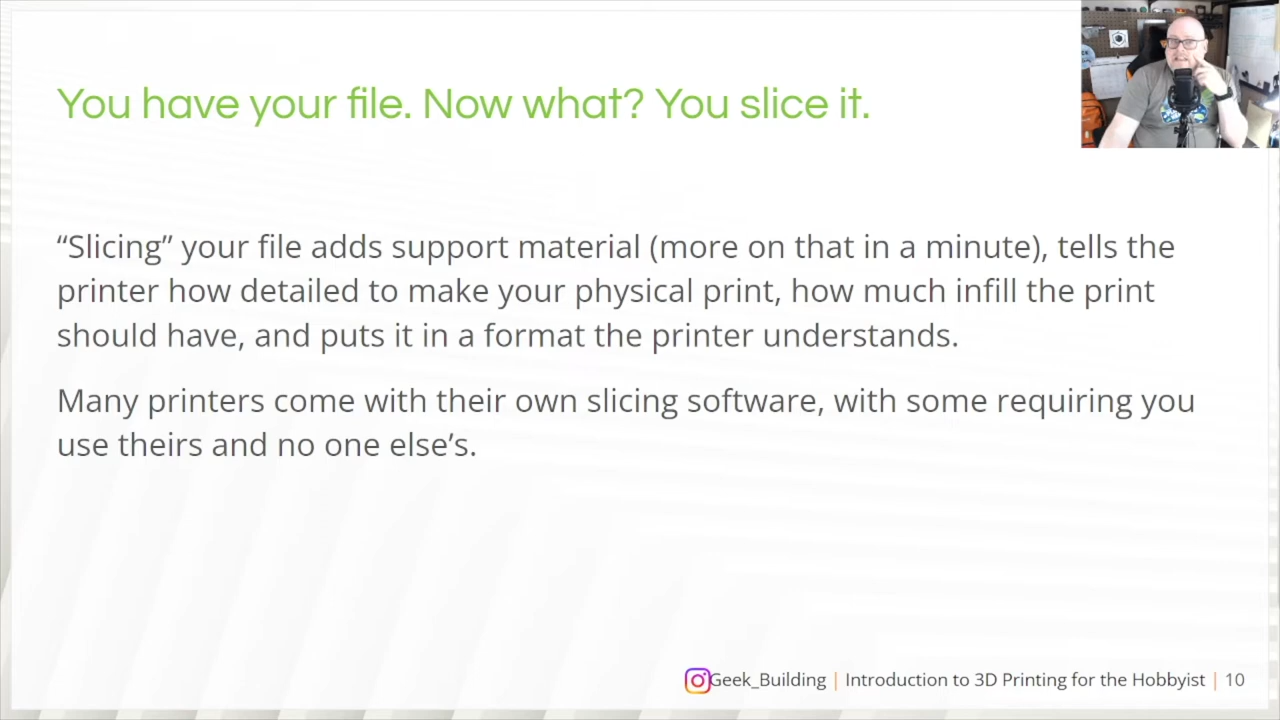 You have your file. Now what? You slice it.
“Slicing” your file adds support material (more on that in a minute), tells the
printer how detailed to make your physical print, how much infill the print
should have, and puts it in a format the printer understands.
Many printers come with their own slicing software, with some requiring you
use theirs and no one else’s.
Geek_Building | Introduction to 3D Printing for the Hobbyist | 10